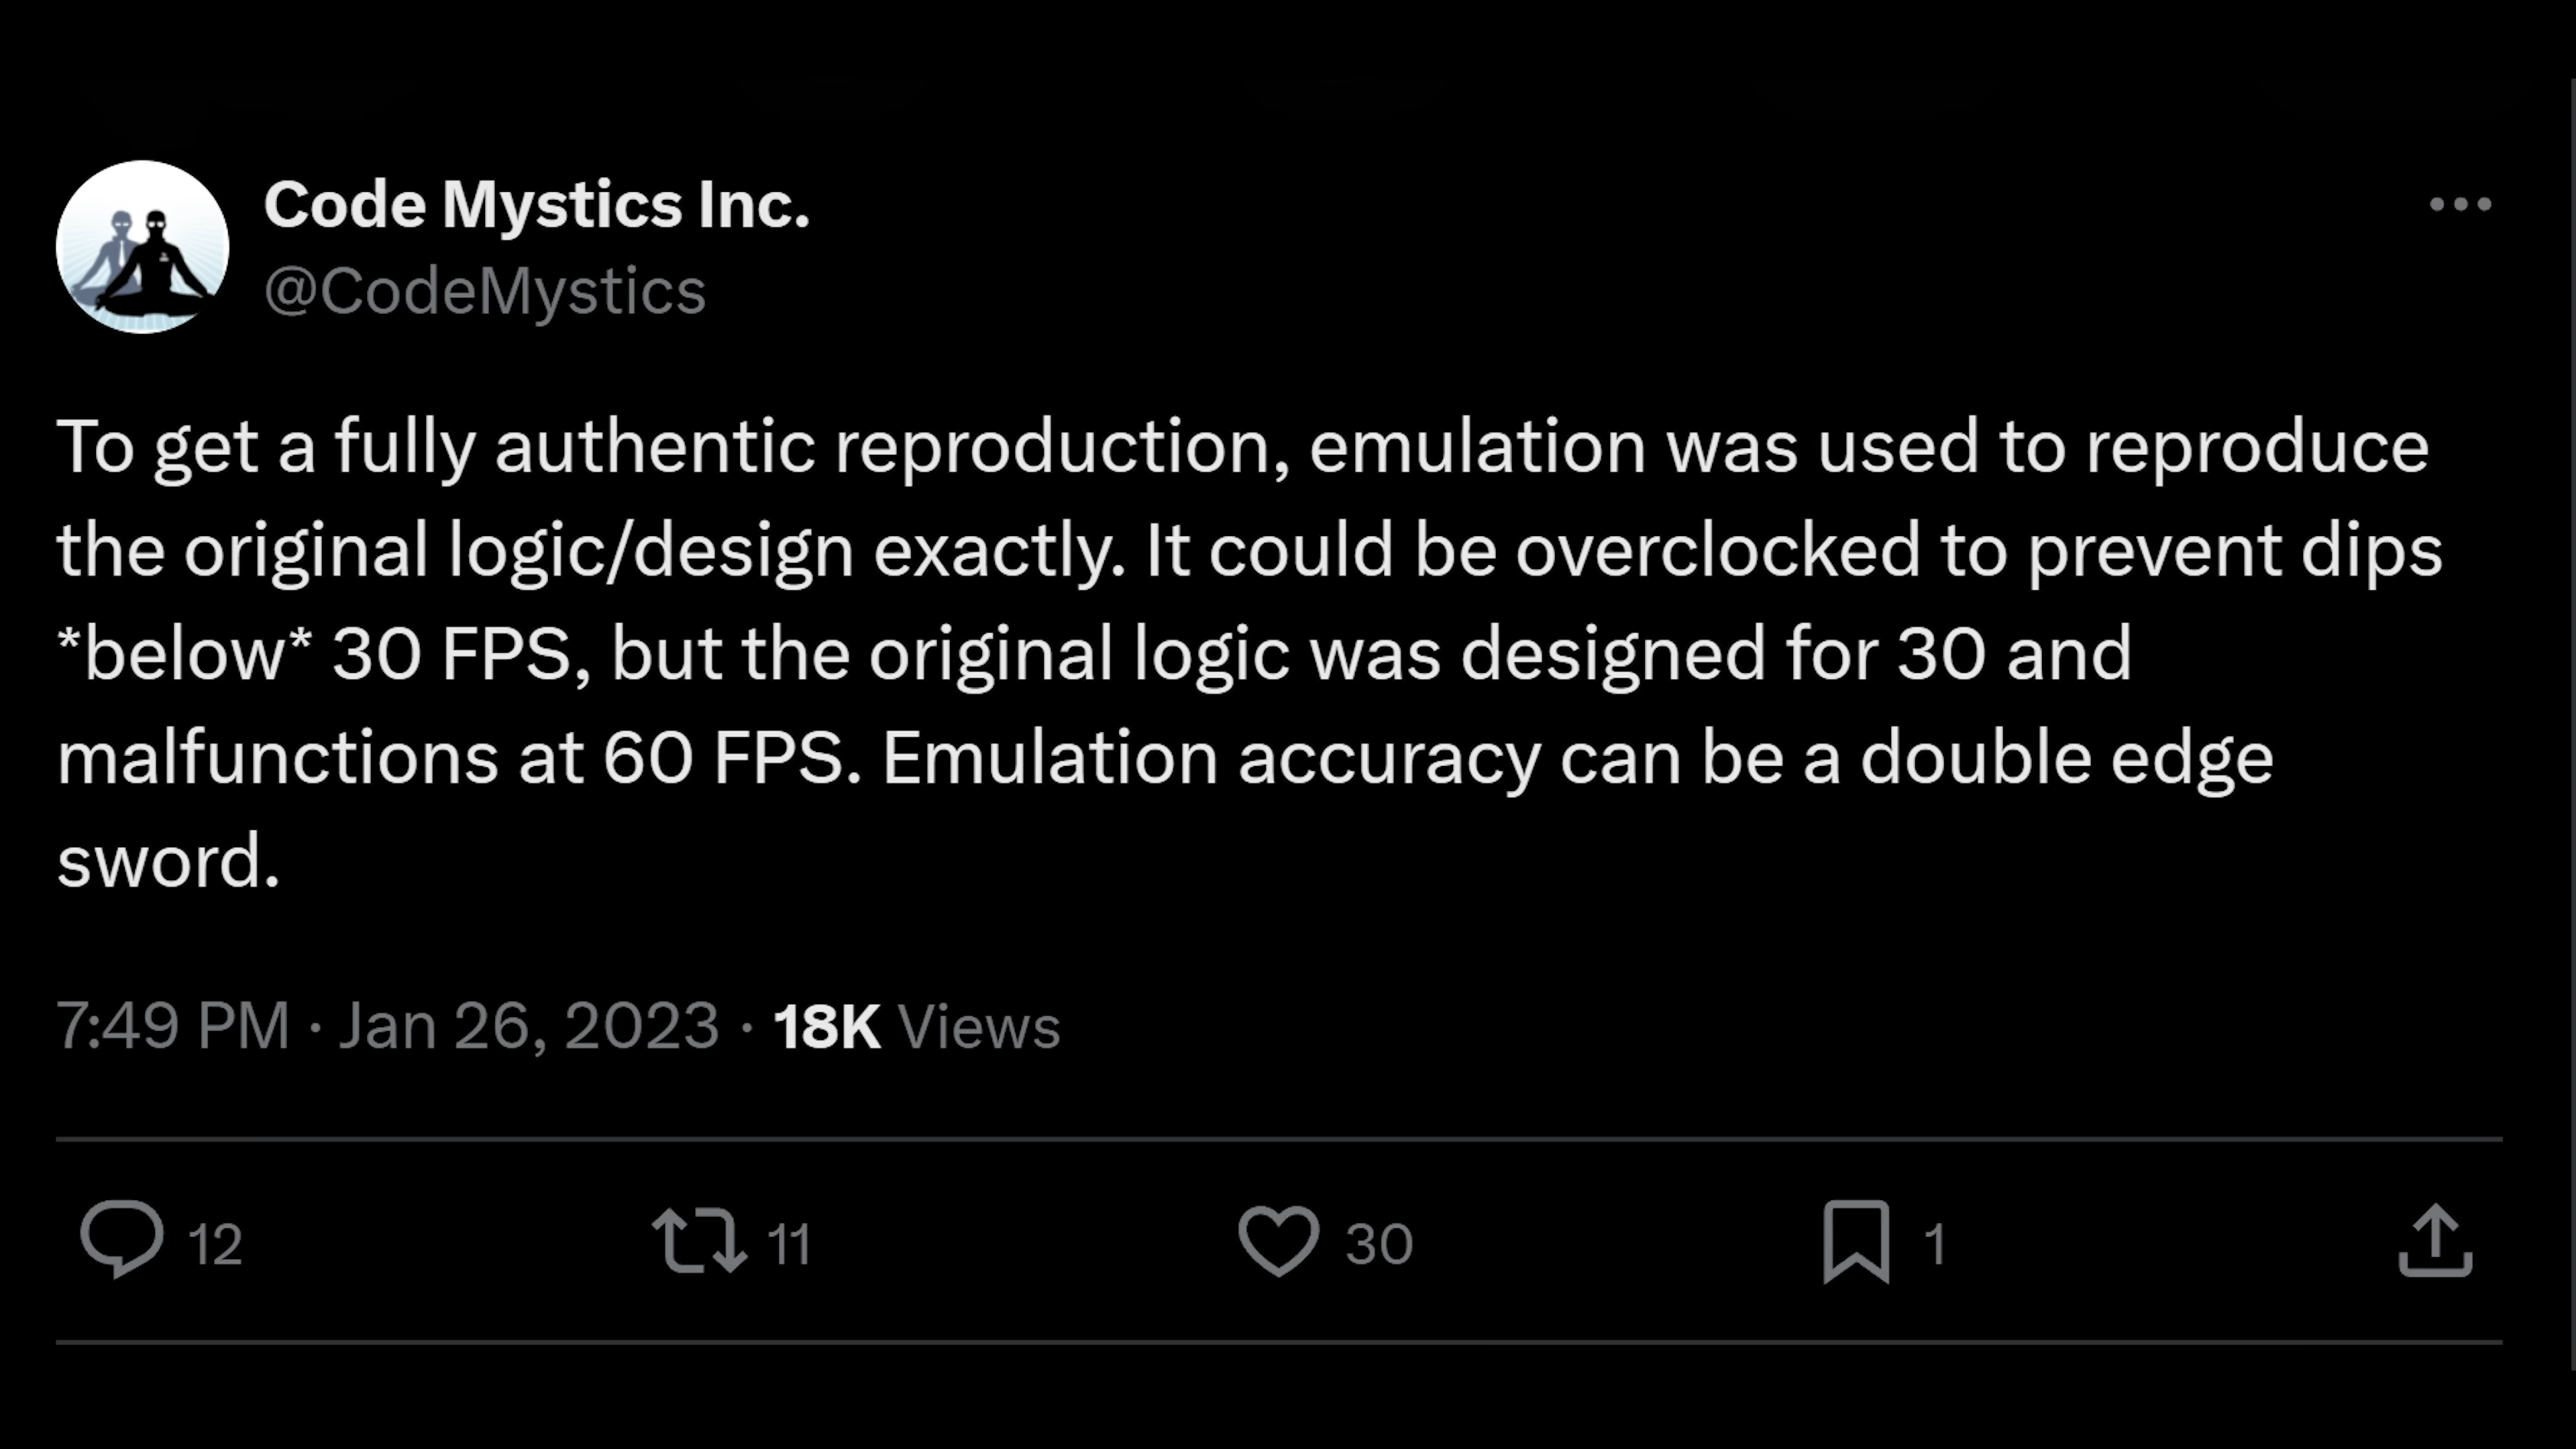 Code Mystics Inc.
@CodeMystics
To get a fully authentic reproduction, emulation was used to reproduce
the original logic/design exactly. It could be overclocked to prevent dips
*below* 30 FPS, but the original logic was designed for 30 and
malfunctions at 60 FPS. Emulation accuracy can be a double edge
sword.
7:49 PM · Jan 26, 2023 · 18K Views
12 11 30 1